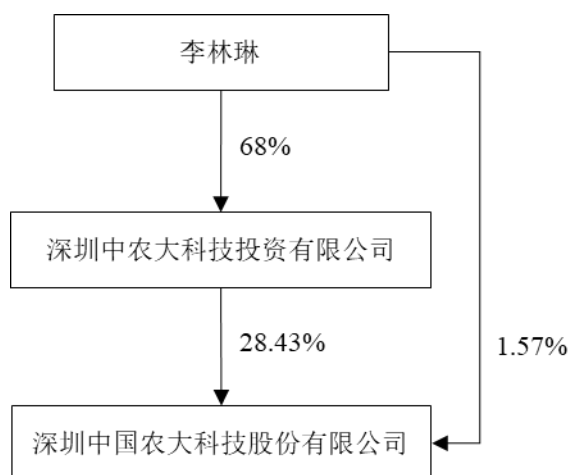 李林琳
68%
深圳中农大科技投资有限公司
28.43%
1.57%
深圳中国农大科技股份有限公司